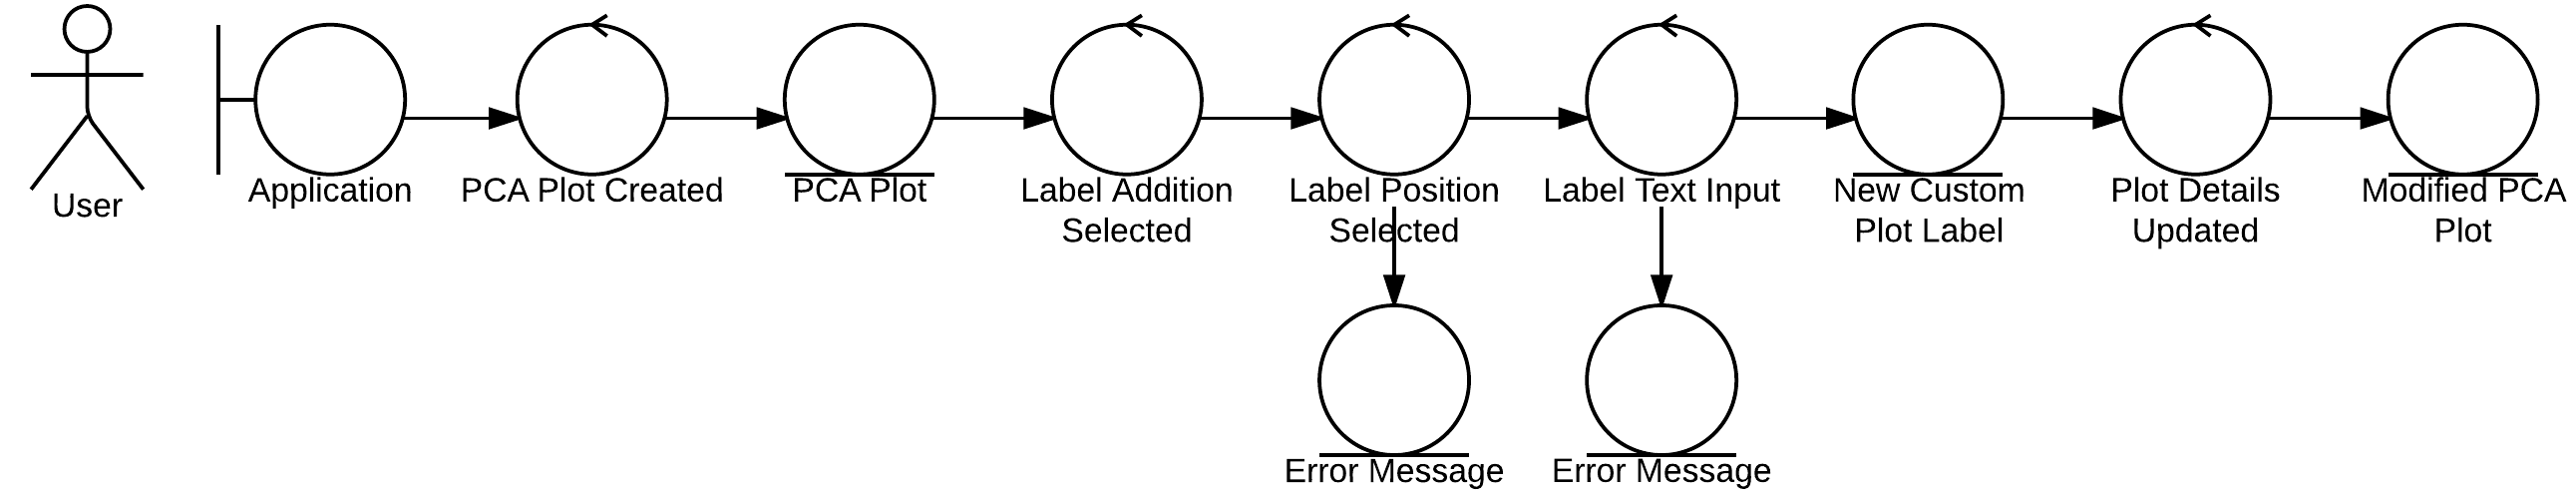 User
Application
PCA Plot Created
PCA Plot
Label Addition
Selected
Label Position
Selected
Label Text Input
New Custom
Plot Label
Plot Details
Updated
Modified PCA
Plot
Error Message
Error Message